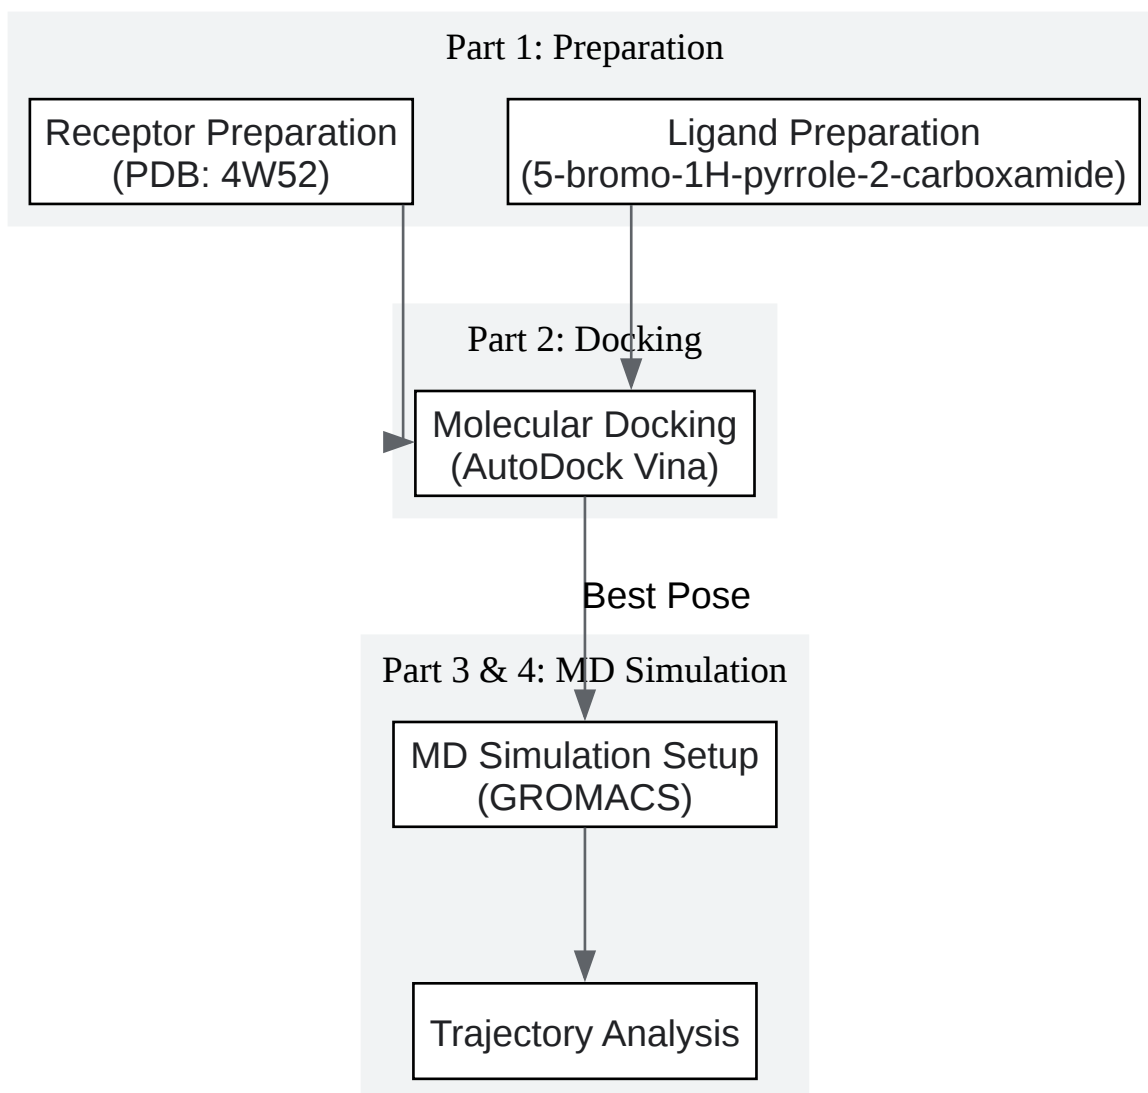 Part 1: Preparation
Receptor Preparation
(PDB: 4W52)
Ligand Preparation
(5-bromo-1H-pyrrole-2-carboxamide)
Part 2: Docking
Molecular Docking
(AutoDock Vina)
Best Pose
Part 3 & 4: MD Simulation
MD Simulation Setup
(GROMACS)
Trajectory Analysis